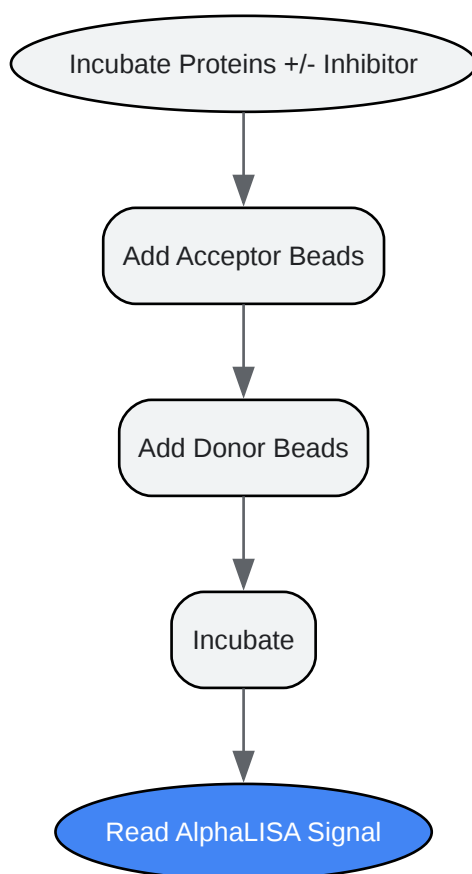 Incubate Proteins +/- Inhibitor
Add Acceptor Beads
Add Donor Beads
Incubate
Read AlphaLISA Signal